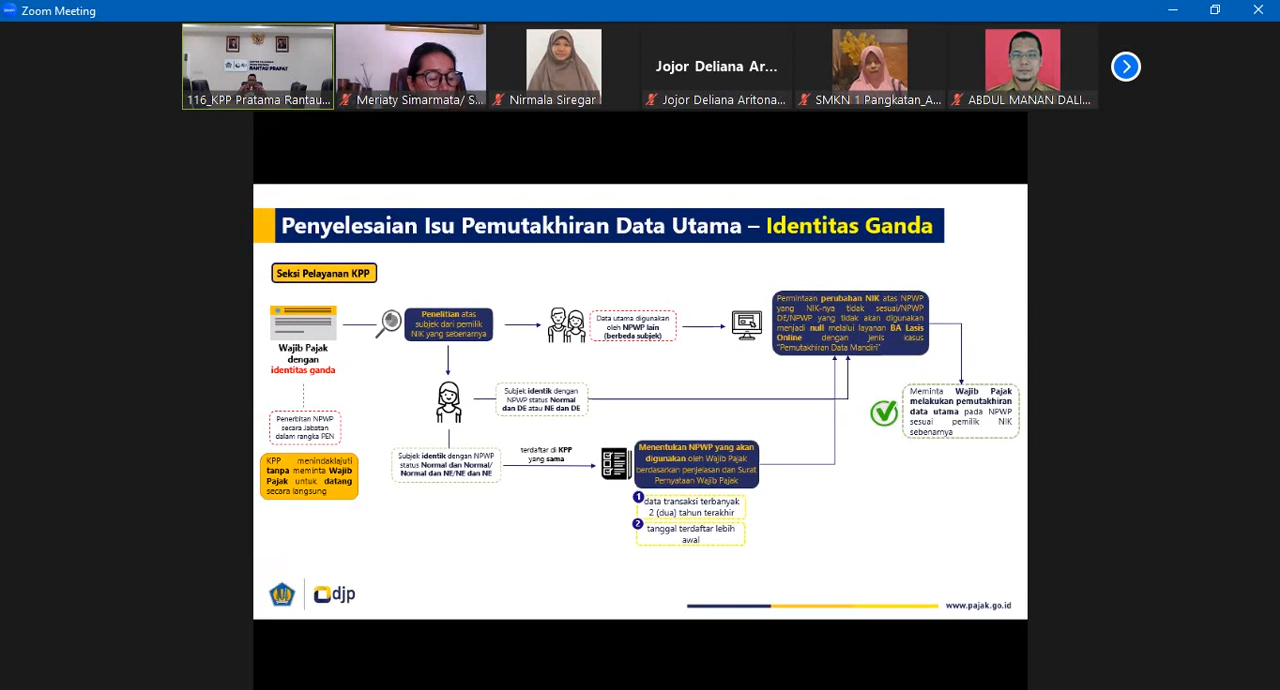 Zoom Meeting
RANTAU PRAPAT
Jojor Deliana Ar...
116_KPP Pratama Rantau...
Meriaty Simarmata/ S...
Nirmala Siregar
Jojor Deliana Aritona...
SMKN 1 Pangkatan_A...
ABDUL MANAN DALI...
Penyelesaian Isu Pemutakhiran Data Utama – Identitas Ganda
Seksi Pelayanan KPP
Wajib Pajak
dengan
identitas ganda
Penerbitan NPWP
secara Jabatan
dalam rangka PEN
KPP menindaklajuti
tanpa meminta Wajib
Pajak untuk datang
secara langsung
Penelitian atas
subjek dari pemilik
NIK yang sebenarnya
Data utama digunakan
oleh NPWP lain
(berbeda subjek)
Permintaan perubahan NIK atas NPWP
yang NIK-nya tidak sesuai/NPWP
DE/NPWP yang tidak akan digunakan
menjadi null melalui layanan BA Lasis
Online dengan jenis kasus
"Pemutakhiran Data Mandiri"
Subjek identik dengan
NPWP status Normal
dan DE atau NE dan DE
Meminta Wajib Pajak
melakukan pemutakhiran
data utama pada NPWP
sesuai pemilik NIK
sebenarnya
Subjek identik dengan NPWP
status Normal dan Normal/
Normal dan NE/NE dan NE
terdaftar di KPP
yang sama
Menentukan NPWP yang akan
digunakan oleh Wajib Pajak
berdasarkan penjelasan dan Surat
Pernyataan Wajib Pajak
1 data transaksi terbanyak
2 (dua) tahun terakhir
2 tanggal terdaftar lebih
awal
djp
www.pajak.go.id